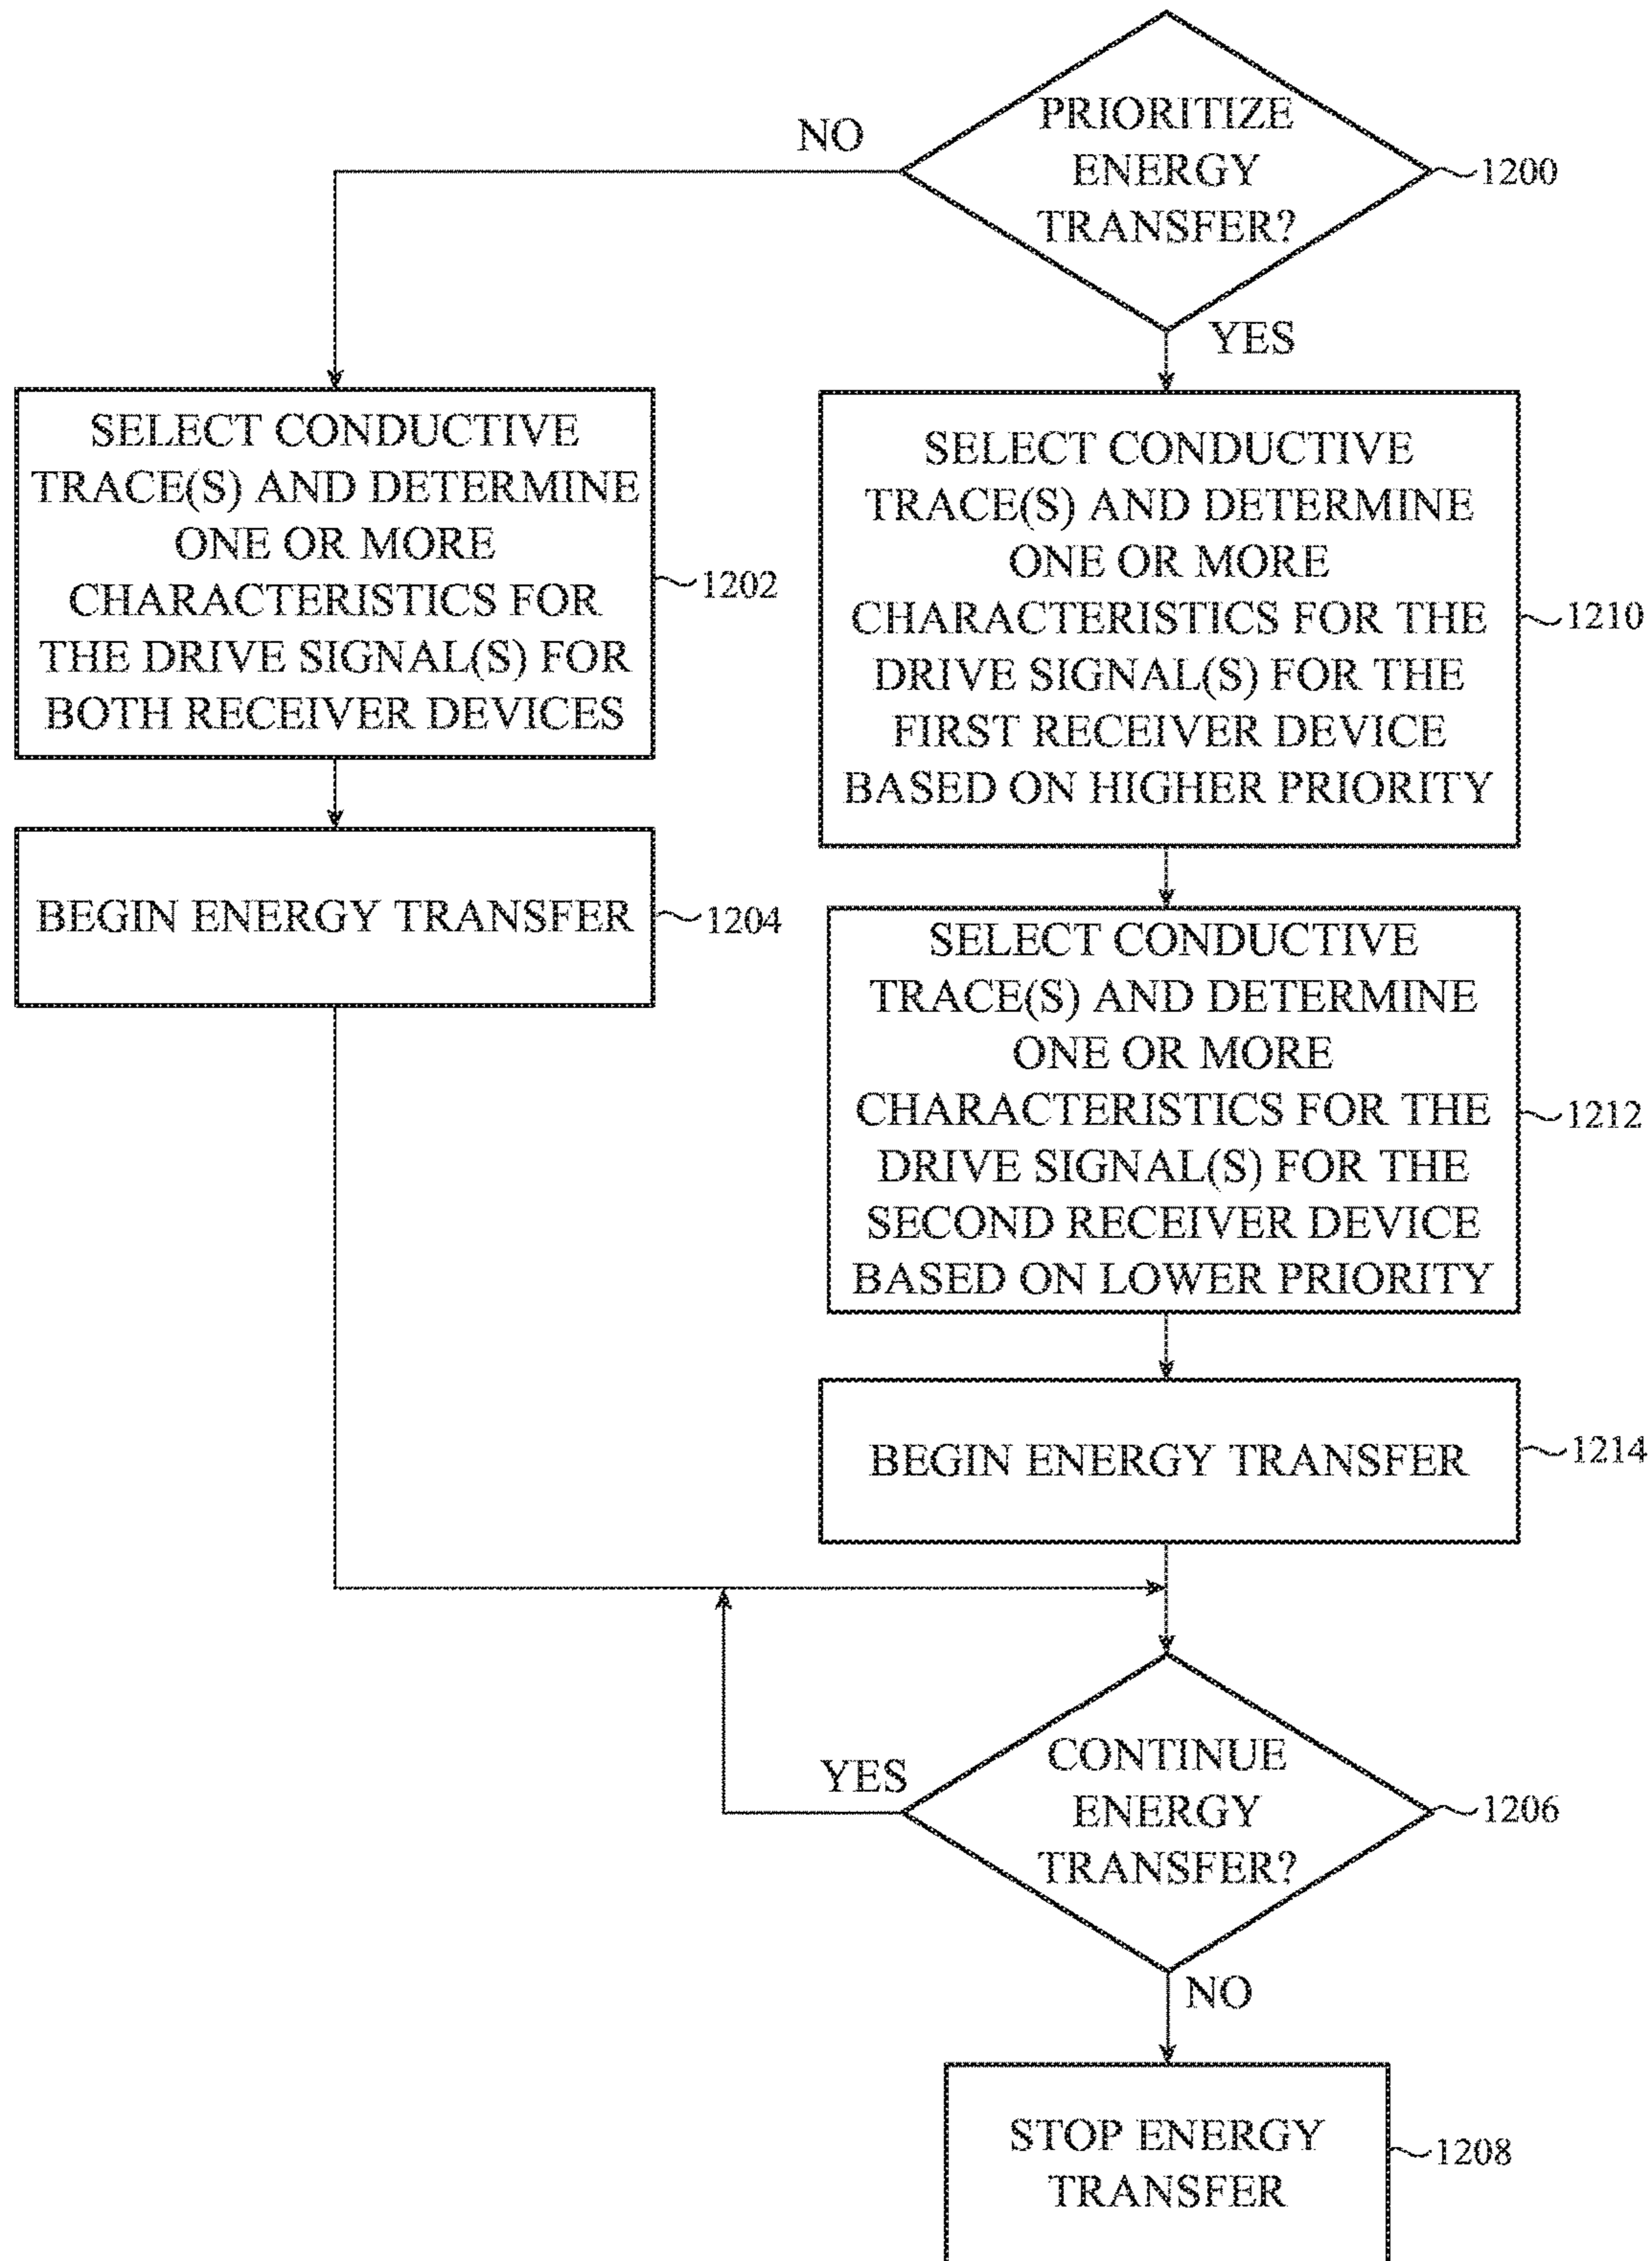 PRIORITIZE
ENERGY
TRANSFER?
1200
NO
YES
SELECT CONDUCTIVE
TRACE(S) AND DETERMINE
ONE OR MORE
CHARACTERISTICS FOR
THE DRIVE SIGNAL(S) FOR
BOTH RECEIVER DEVICES
1202
BEGIN ENERGY TRANSFER
1204
SELECT CONDUCTIVE
TRACE(S) AND DETERMINE
ONE OR MORE
CHARACTERISTICS FOR THE
DRIVE SIGNAL(S) FOR THE
FIRST RECEIVER DEVICE
BASED ON HIGHER PRIORITY
1210
SELECT CONDUCTIVE
TRACE(S) AND DETERMINE
ONE OR MORE
CHARACTERISTICS FOR THE
DRIVE SIGNAL(S) FOR THE
SECOND RECEIVER DEVICE
BASED ON LOWER PRIORITY
1212
BEGIN ENERGY TRANSFER
1214
YES
CONTINUE
ENERGY
TRANSFER?
1206
NO
STOP ENERGY
TRANSFER
1208